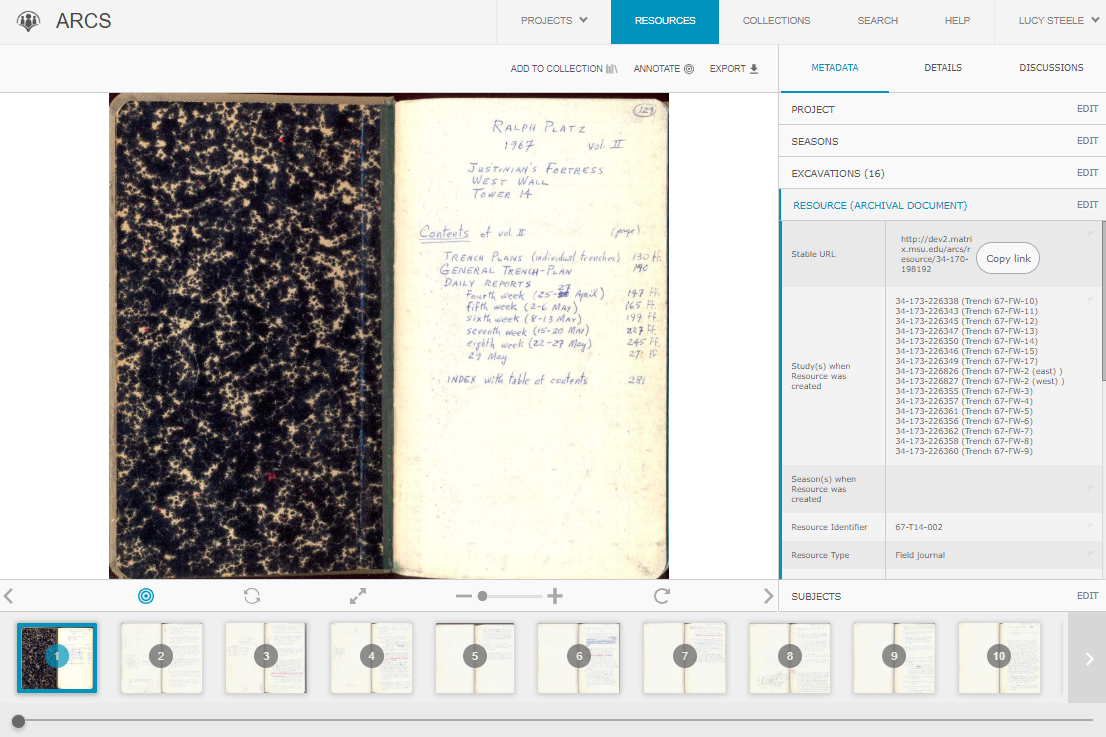 ARCS
PROJECTS
RESOURCES
COLLECTIONS
SEARCH
HELP
LUCY STEELE
ADD TO COLLECTION
ANNOTATE
EXPORT
METADATA
DETAILS
DISCUSSIONS
129
RALPH PLATZ
1967 vol. II
JUSTINIAN'S FORTRESS
WEST WALL
TOWER 14
Contents of vol. II (page)
TRENCH PLANS (individual trenches) 130 ff.
GENERAL TRENCH-PLAN 140
DAILY REPORTS
fourth week (25-27 April) 147 ff.
fifth week (2-6 MAY) 165 ff.
sixth week (8-13 MAY) 199 ff.
seventh week (15-20 MAY) 227 ff.
eighth week (22-27 MAY) 245 ff.
29 May ff
INDEX with table of contents 281
PROJECT EDIT
SEASONS EDIT
EXCAVATIONS (16) EDIT
RESOURCE (ARCHIVAL DOCUMENT) EDIT
Stable URL
http://dev2.matri
x.msu.edu/arcs/r
esource/34-170-
198192
Copy link
Study(s) when
Resource was
created
34-173-226338 (Trench 67-FW-10)
34-173-226343 (Trench 67-FW-11)
34-173-226345 (Trench 67-FW-12)
34-173-226347 (Trench 67-FW-13)
34-173-226350 (Trench 67-FW-14)
34-173-226346 (Trench 67-FW-15)
34-173-226349 (Trench 67-FW-17)
34-173-226826 (Trench 67-FW-2 (east) )
34-173-226827 (Trench 67-FW-2 (west) )
34-173-226355 (Trench 67-FW-3)
34-173-226357 (Trench 67-FW-4)
34-173-226361 (Trench 67-FW-5)
34-173-226356 (Trench 67-FW-6)
34-173-226362 (Trench 67-FW-7)
34-173-226358 (Trench 67-FW-8)
34-173-226360 (Trench 67-FW-9)
Season(s) when
Resource was
created
Resource Identifier
67-T14-002
Resource Type
Field journal
SUBJECTS EDIT
1
2
3
4
5
6
7
8
9
10